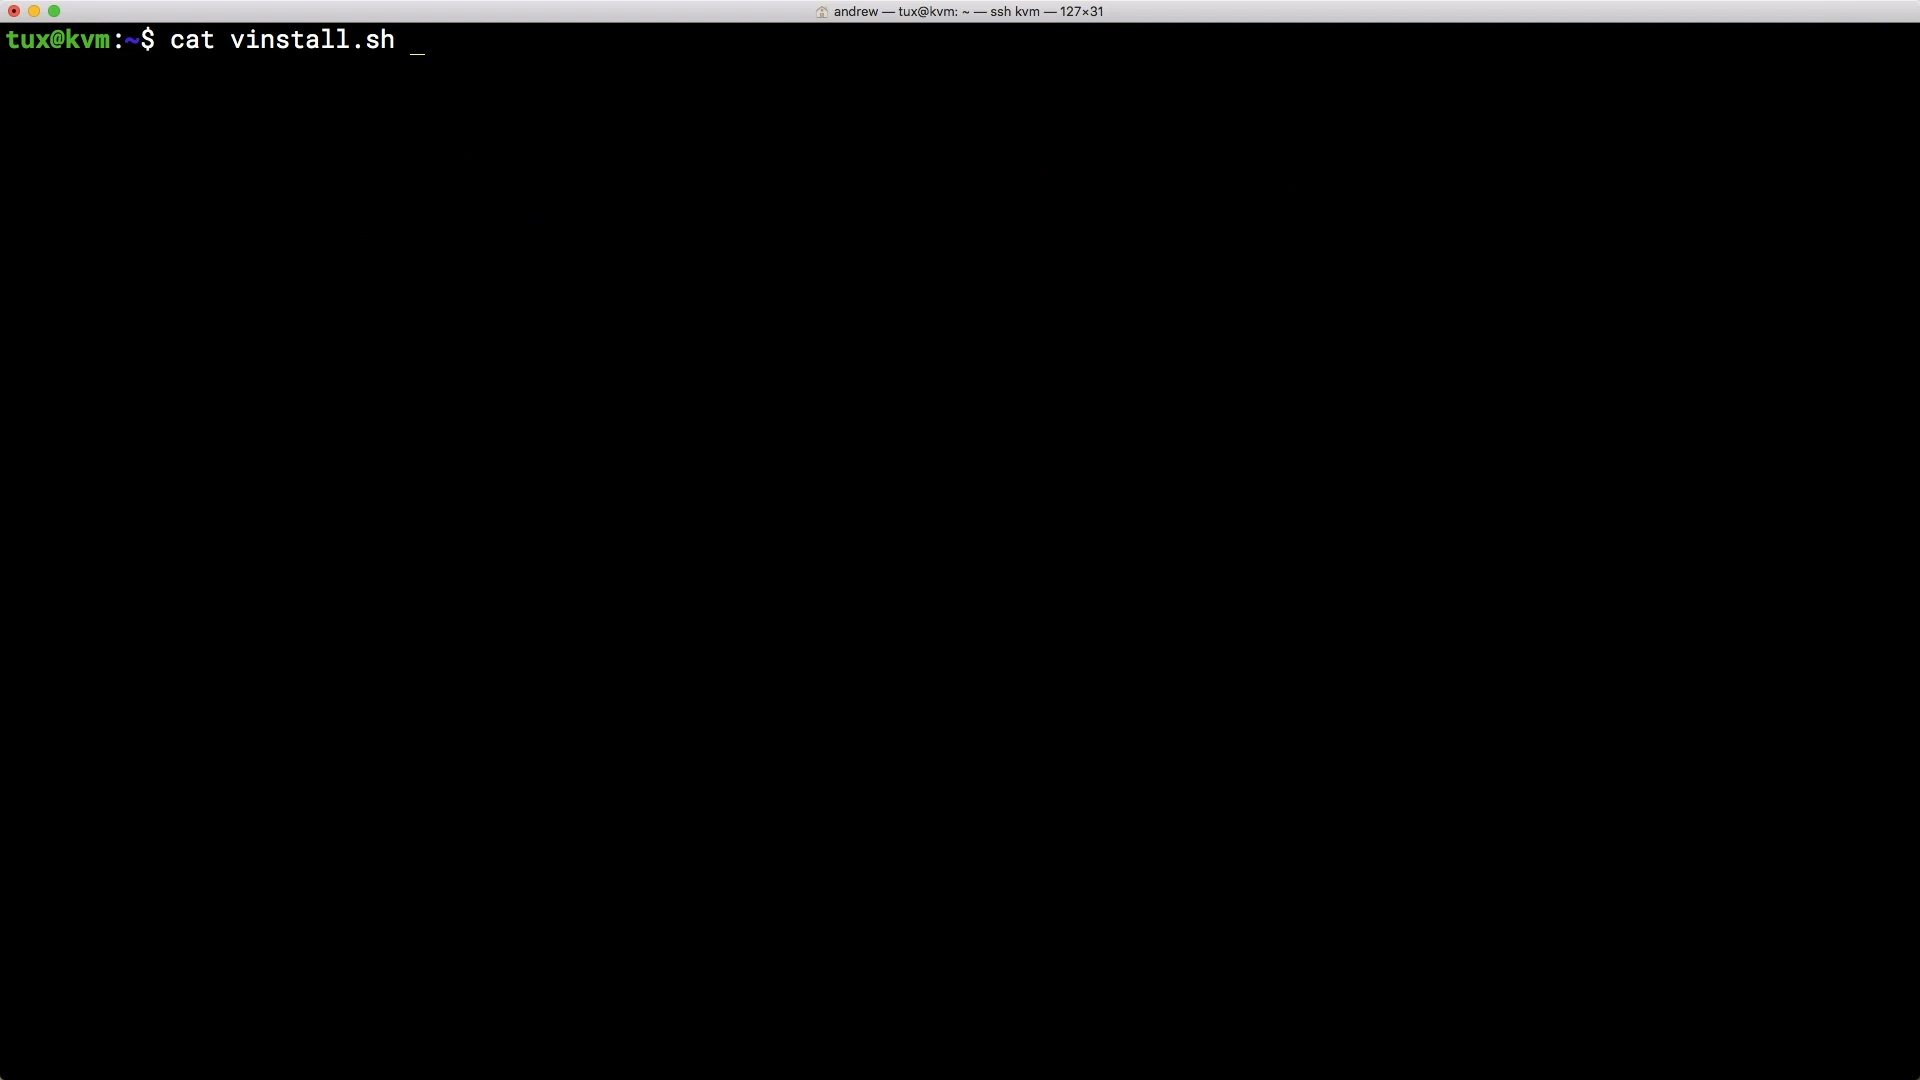 andrew — tux@kvm: ~ — ssh kvm — 127×31
tux@kvm:~$ cat vinstall.sh _